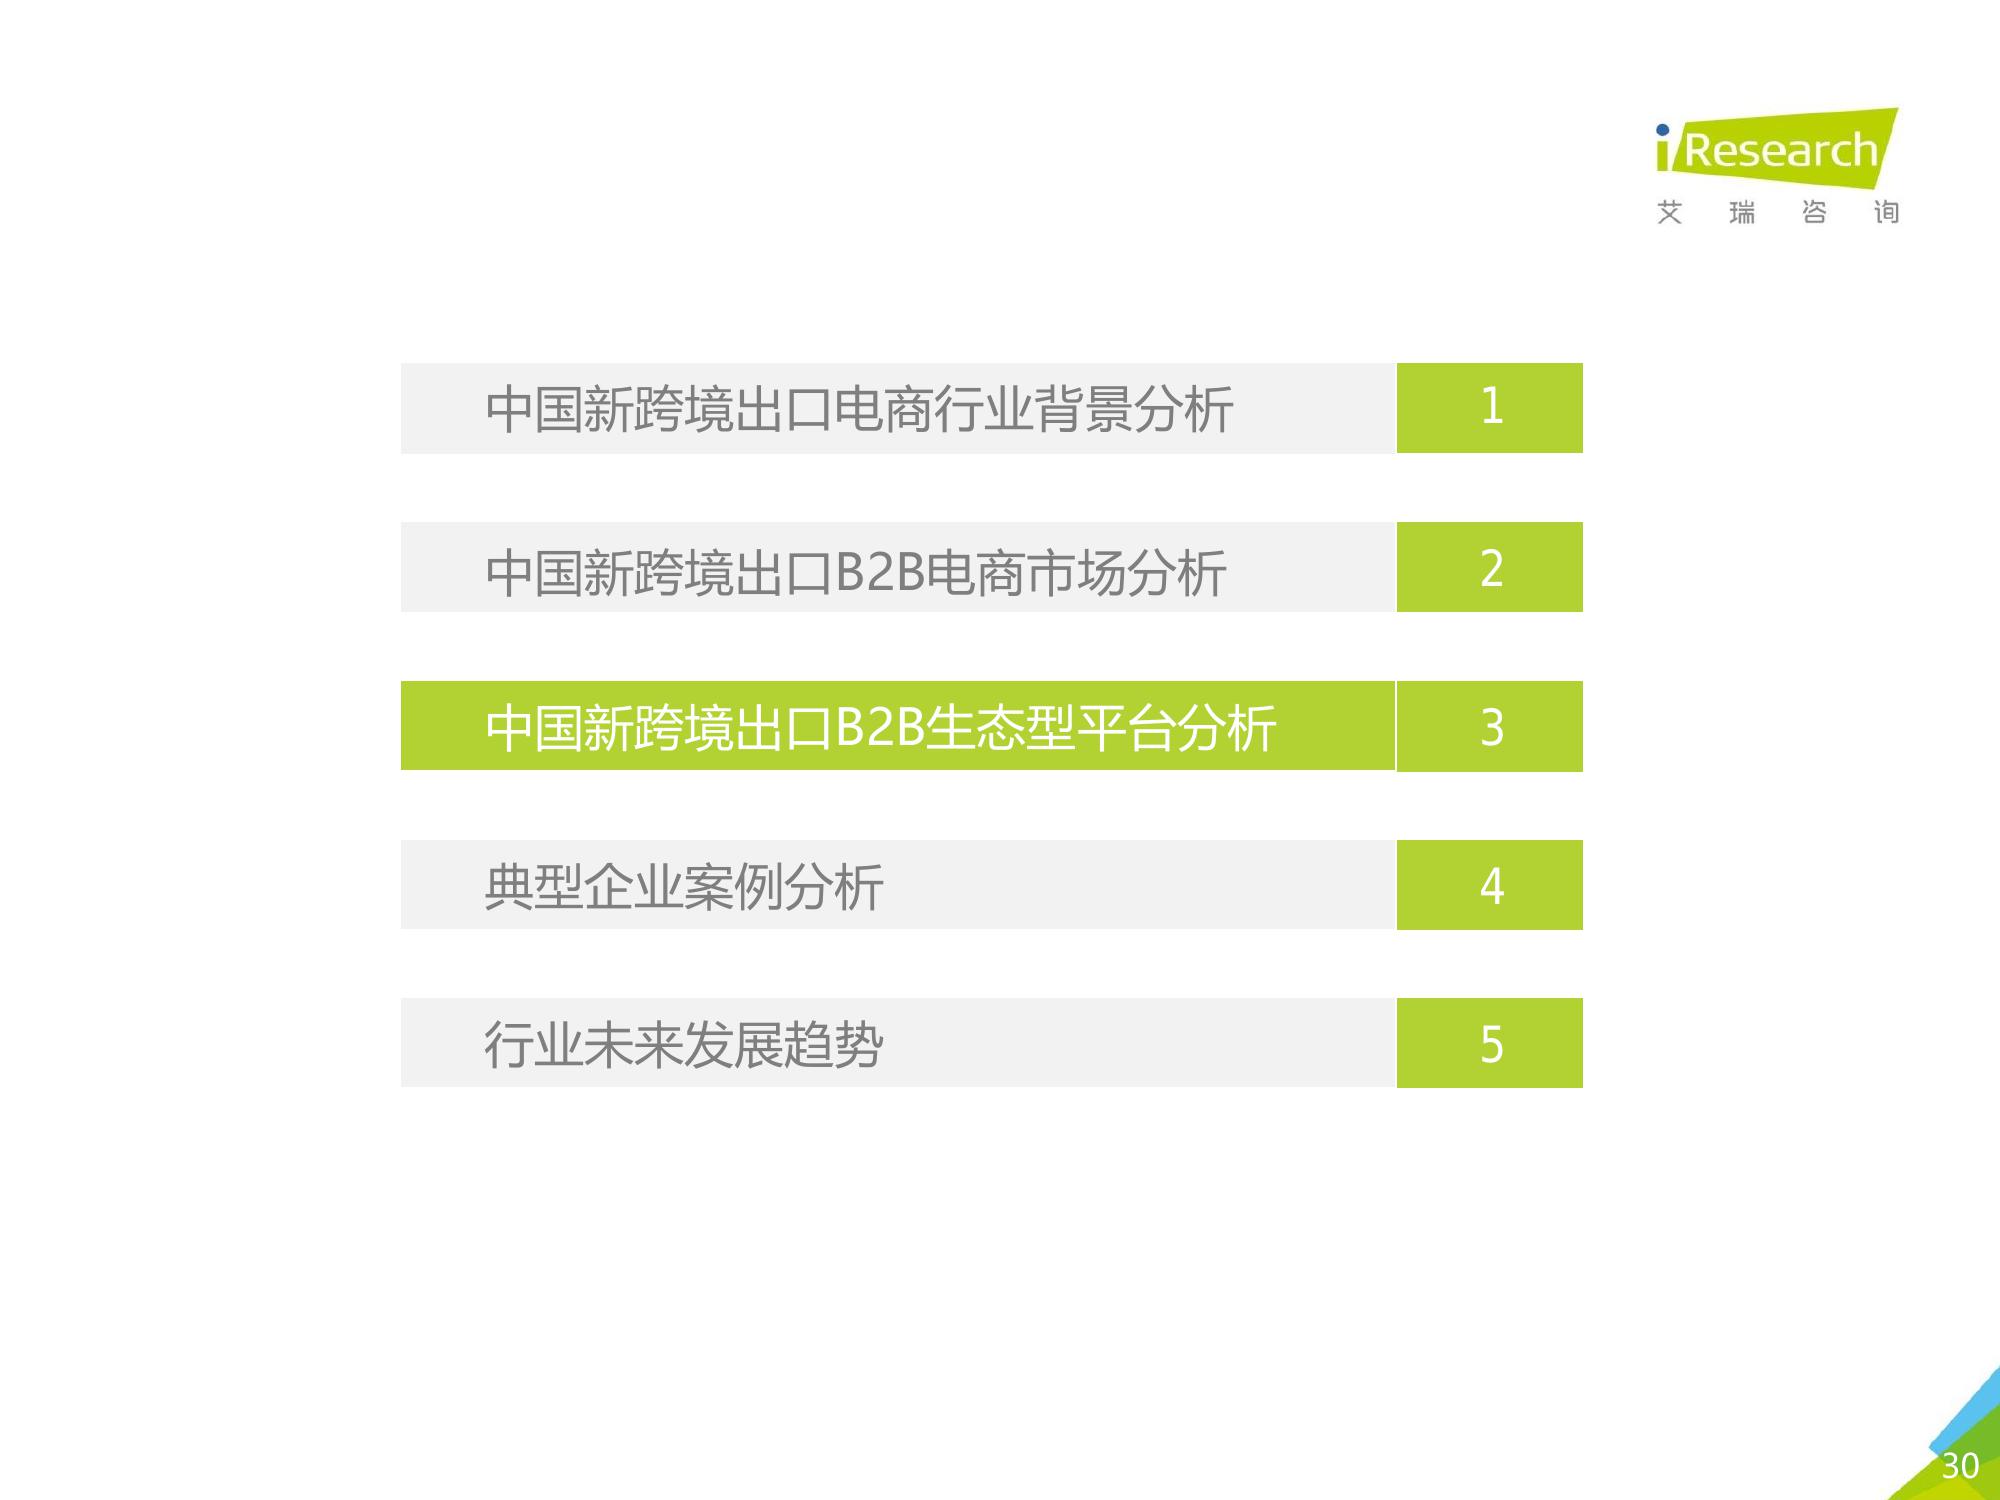 iResearch
艾瑞咨询
中国新跨境出口电商行业背景分析 1
中国新跨境出口B2B电商市场分析 2
中国新跨境出口B2B生态型平台分析 3
典型企业案例分析 4
行业未来发展趋势 5
30